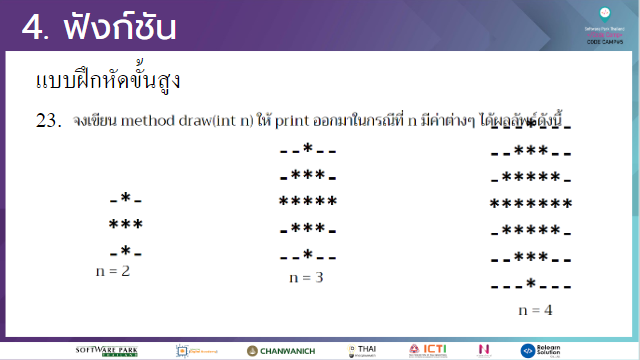 4. ฟังก์ชัน
Software Park Thailand
CODE CAMP#5
แบบฝึกหัดขั้นสูง
23. จงเขียน method draw(int n) ให้ print ออกมาในกรณีที่ n มีค่าต่างๆ ได้ผลลัพธ์ดังนี้
-*-
***
-*-
n = 2
--*--
-***-
*****
-***-
--*--
n = 3
---*---
--***--
-*****-
*******
-*****-
--***--
---*---
n = 4
SOFTWARE PARK
THAILAND
CHANWANICH
THAI
ICTI
N
Relearn
Solution